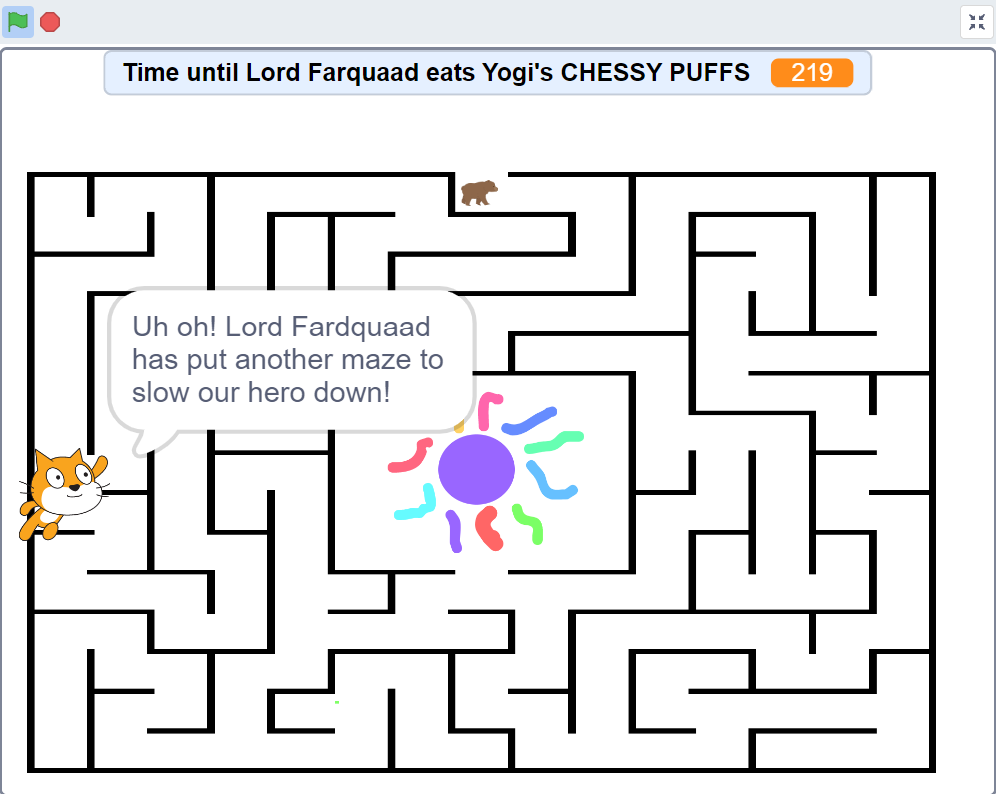 Time until Lord Farquaad eats Yogi's CHESSY PUFFS 219
Uh oh! Lord Fardquaad
has put another maze to
slow our hero down!